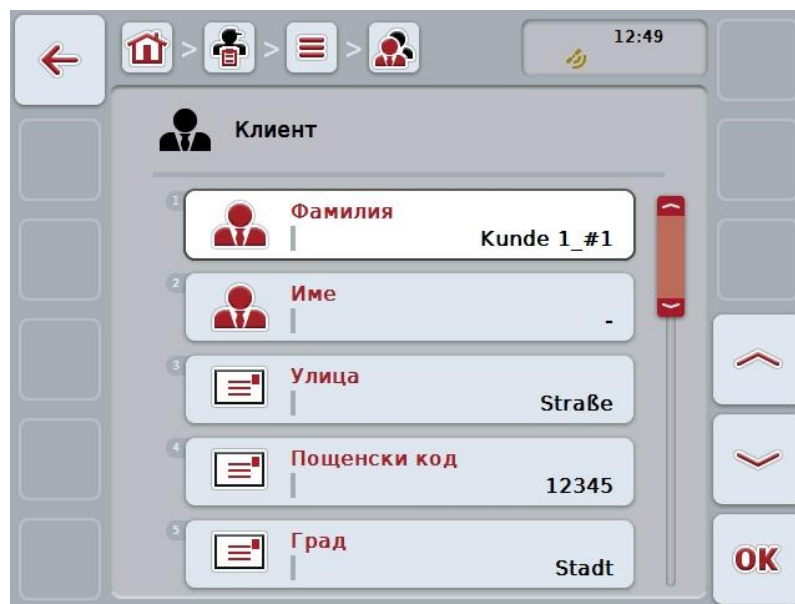 12:49
Клиент
1
Фамилия
Kunde 1_#1
2
Име
-
3
Улица
Straße
4
Пощенски код
12345
5
Град
Stadt
OK